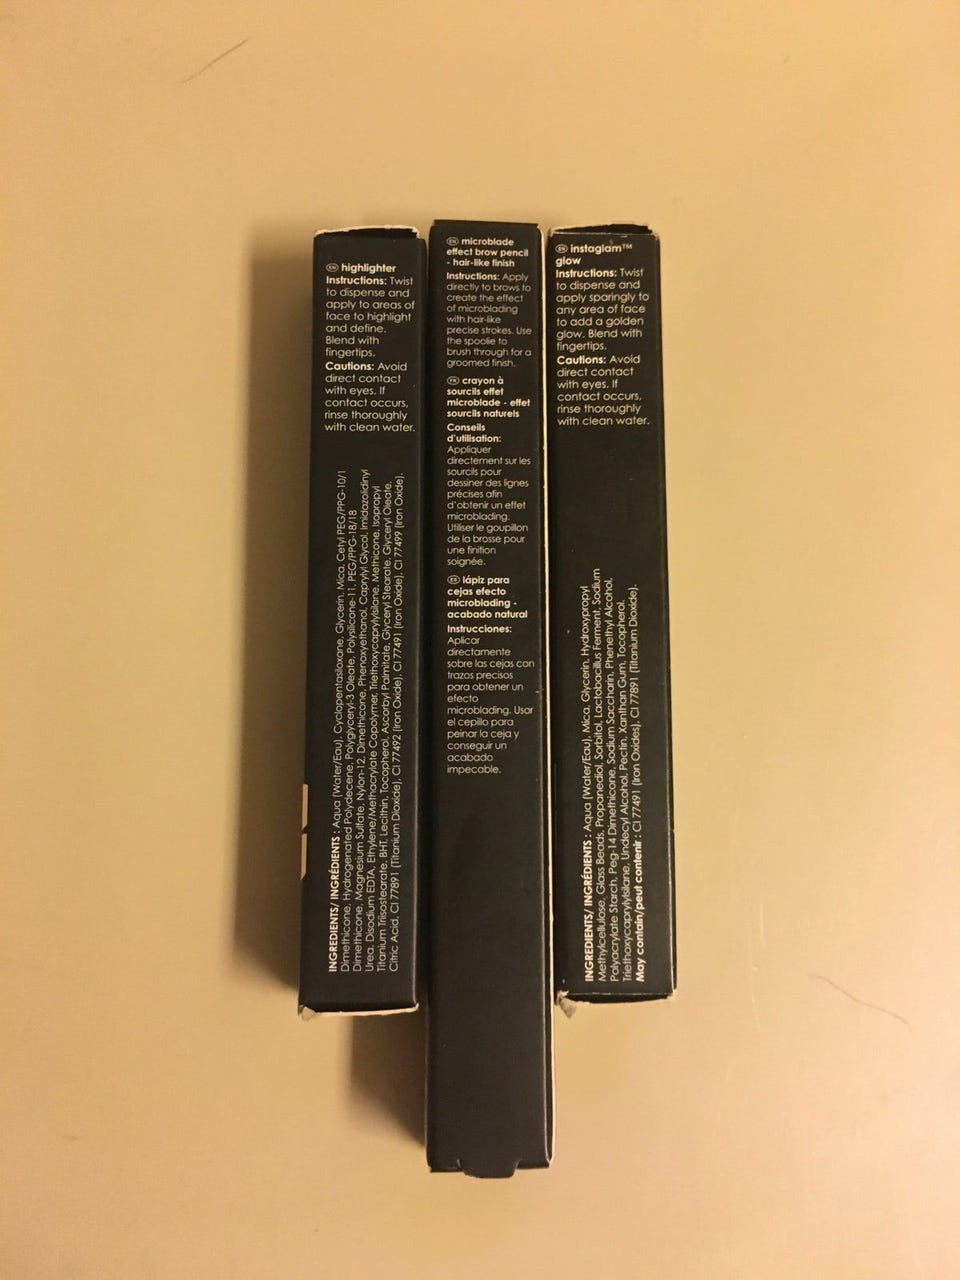 EN highlighter
Instructions: Twist
to dispense and
apply to areas of
face to highlight
and define.
Blend with
fingertips.
Cautions: Avoid
direct contact
with eyes. If
contact occurs,
rinse thoroughly
with clean water.
INGREDIENTS/ INGRÉDIENTS : Aqua (Water/Eau), Cyclopentasiloxane, Glycerin, Mica, Cetyl PEG/PPG-10/1
Dimethicone, Hydrogenated Polydecene, Polyglyceryl-3 Oleate, Polysilicone-11, PEG/PPG-18/18
Dimethicone, Magnesium Sulfate, Nylon-12, Dimethicone, Phenoxyethanol, Caprylyl Glycol, Imidazolidinyl
Urea, Disodium EDTA, Ethylene/Methacrylate Copolymer, Triethoxycaprylylsilane, Methicone, Isopropyl
Titanium Triisostearate, BHT, Lecithin, Tocopherol, Ascorbyl Palmitate, Glyceryl Stearate, Glyceryl Oleate,
Citric Acid, CI 77891 (Titanium Dioxide), CI 77492 (Iron Oxide), CI 77491 (Iron Oxide), CI 77499 (Iron Oxide).
EN microblade
effect brow pencil
- hair-like finish
Instructions: Apply
directly to brows to
create the effect
of microblading
with hair-like
precise strokes. Use
the spoolie to
brush through for a
groomed finish.
FR crayon à
sourcils effet
microblade - effet
sourcils naturels
Conseils
d'utilisation:
Appliquer
directement sur les
sourcils pour
dessiner des lignes
précises afin
d'obtenir un effet
microblading.
Utiliser le goupillon
de la brosse pour
une finition
soignée.
ES lápiz para
cejas efecto
microblading -
acabado natural
Instrucciones:
Aplicar
directamente
sobre las cejas con
trazos precisos
para obtener un
efecto
microblading. Usar
el cepillo para
peinar la ceja y
conseguir un
acabado
impecable.
EN instaglam™
glow
Instructions: Twist
to dispense and
apply sparingly to
any area of face
to add a golden
glow. Blend with
fingertips.
Cautions: Avoid
direct contact
with eyes. If
contact occurs,
rinse thoroughly
with clean water.
INGREDIENTS/ INGRÉDIENTS : Aqua (Water/Eau), Mica, Glycerin, Hydroxypropyl
Methylcellulose, Glass Beads, Propanediol, Sorbitol, Lactobacillus Ferment, Sodium
Polyacrylate Starch, Peg-14 Dimethicone, Sodium Saccharin, Phenethyl Alcohol,
Triethoxycaprylylsilane, Undecyl Alcohol, Pectin, Xanthan Gum, Tocopherol.
May contain/peut contenir : CI 77491 (Iron Oxides), CI 77891 (Titanium Dioxide).